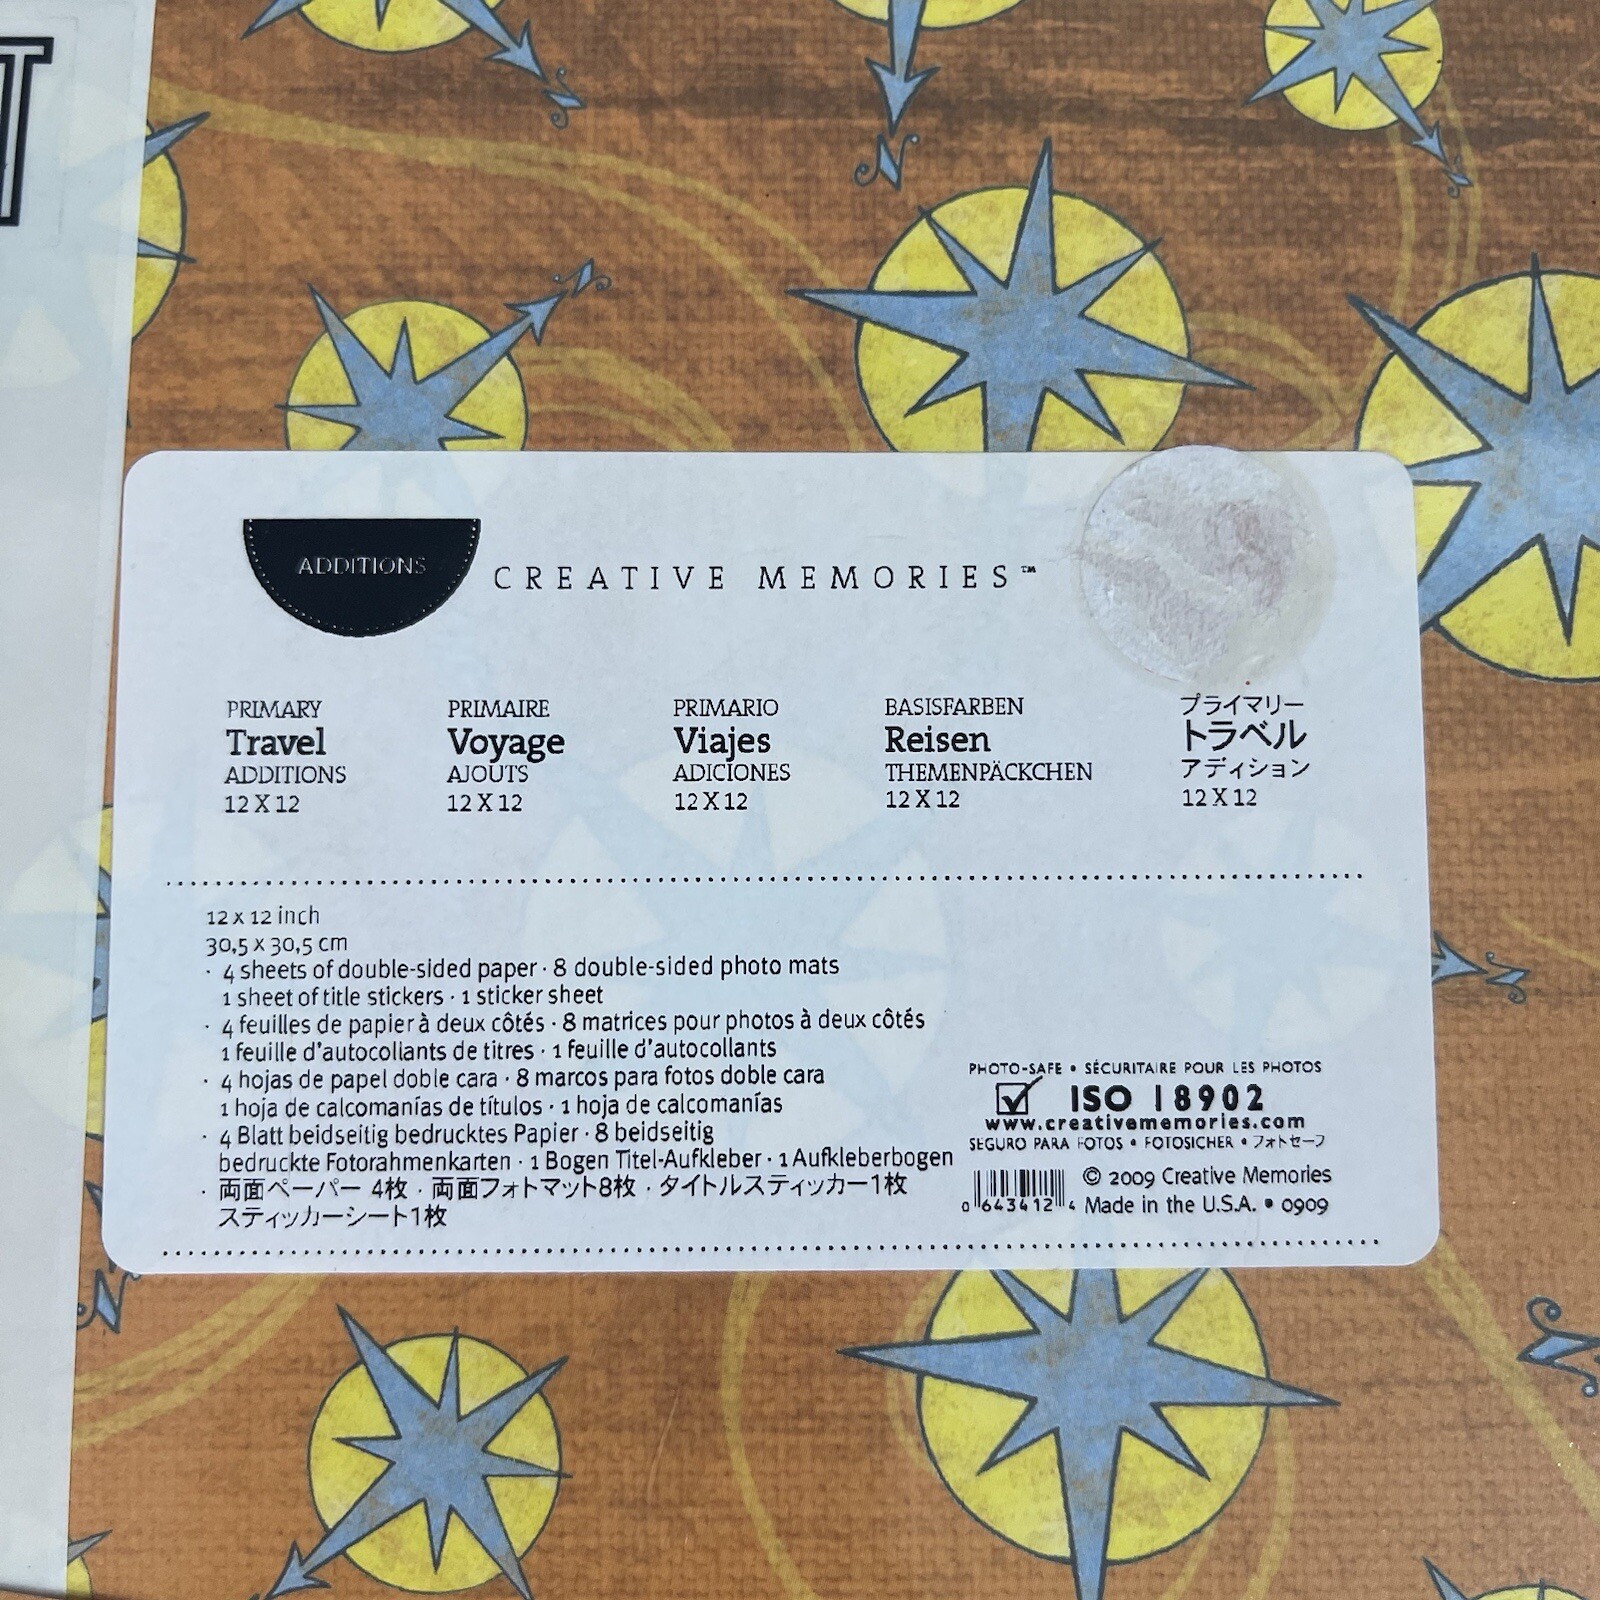 ADDITIONS
CREATIVE MEMORIES™
PRIMARY
Travel
ADDITIONS
12 X 12
PRIMAIRE
Voyage
AJOUTS
12 X 12
PRIMARIO
Viajes
ADICIONES
12 X 12
BASISFARBEN
Reisen
THEMENPÄCKCHEN
12 X 12
プライマリー
トラベル
アディション
12 X 12
12 x 12 inch
30,5 x 30,5 cm
· 4 sheets of double-sided paper · 8 double-sided photo mats
1 sheet of title stickers · 1 sticker sheet
· 4 feuilles de papier à deux côtés · 8 matrices pour photos à deux côtés
1 feuille d'autocollants de titres · 1 feuille d'autocollants
· 4 hojas de papel doble cara · 8 marcos para fotos doble cara
1 hoja de calcomanías de títulos · 1 hoja de calcomanías
· 4 Blatt beidseitig bedrucktes Papier · 8 beidseitig
bedruckte Fotorahmenkarten · 1 Bogen Titel-Aufkleber · 1 Aufkleberbogen
· 両面ペーパー 4枚 · 両面フォトマット8枚 · タイトルスティッカー1枚
スティッカーシート1枚
PHOTO-SAFE • SÉCURITAIRE POUR LES PHOTOS
ISO 18902
www.creativememories.com
SEGURO PARA FOTOS • FOTOSICHER • フォトセーフ
0 643412 4
© 2009 Creative Memories
Made in the U.S.A. • 0909
N
N
N
N
N
N
N